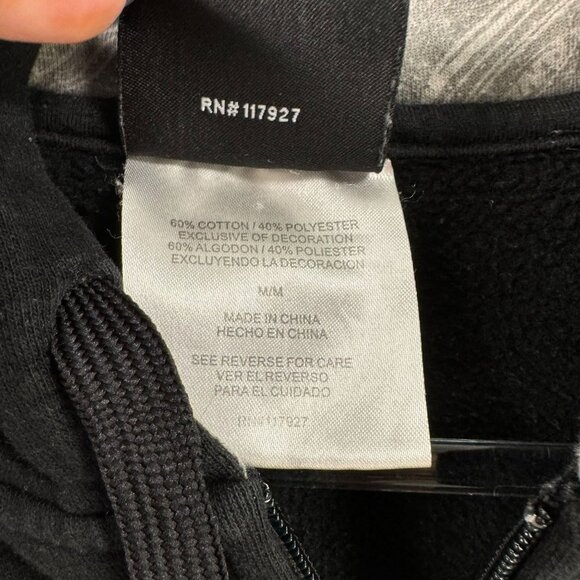 RN# 117927
60% COTTON / 40% POLYESTER
EXCLUSIVE OF DECORATION
60% ALGODON / 40% POLIESTER
EXCLUYENDO LA DECORACION
M/M
MADE IN CHINA
HECHO EN CHINA
SEE REVERSE FOR CARE
VER EL REVERSO
PARA EL CUIDADO
RN#117927